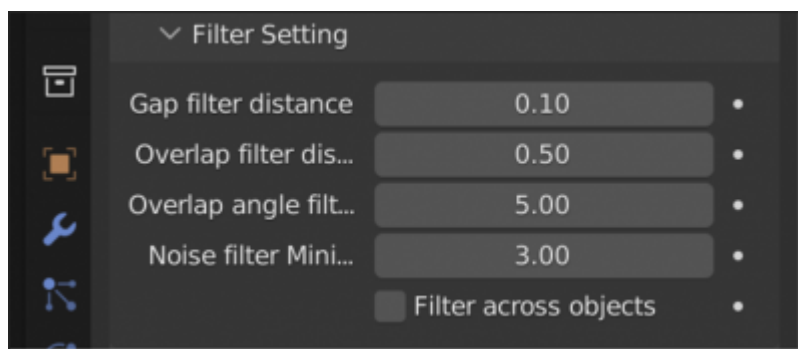 Filter Setting
Gap filter distance 0.10
Overlap filter dis... 0.50
Overlap angle filt... 5.00
Noise filter Mini... 3.00
Filter across objects